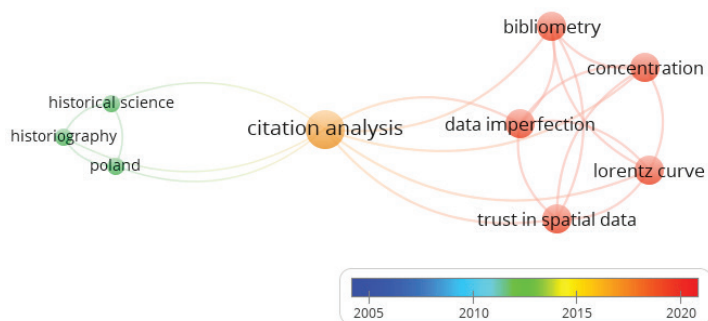 bibliometry
concentration
historical science
citation analysis
data imperfection
historiography
poland
lorentz curve
trust in spatial data
2005
2010
2015
2020